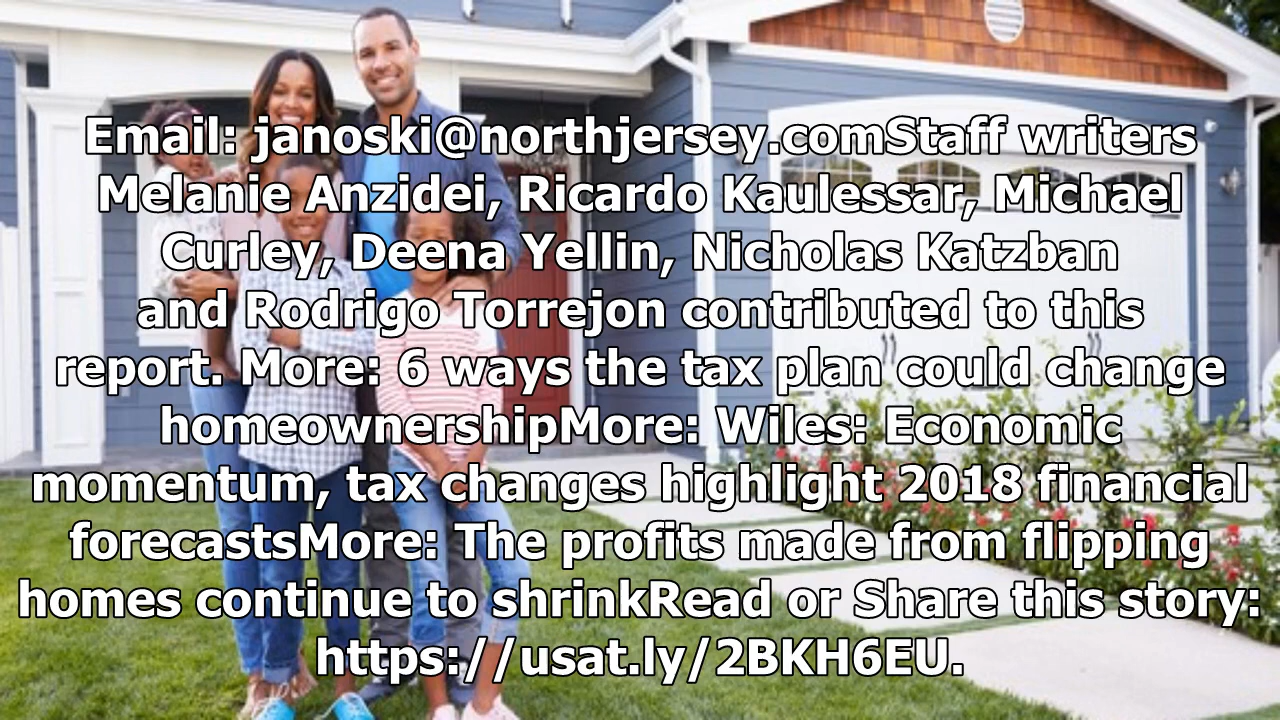 Email: janoski@northjersey.comStaff writers
Melanie Anzidei, Ricardo Kaulessar, Michael
Curley, Deena Yellin, Nicholas Katzban
and Rodrigo Torrejon contributed to this
report. More: 6 ways the tax plan could change
homeownershipMore: Wiles: Economic
momentum, tax changes highlight 2018 financial
forecastsMore: The profits made from flipping
homes continue to shrinkRead or Share this story:
https://usat.ly/2BKH6EU.